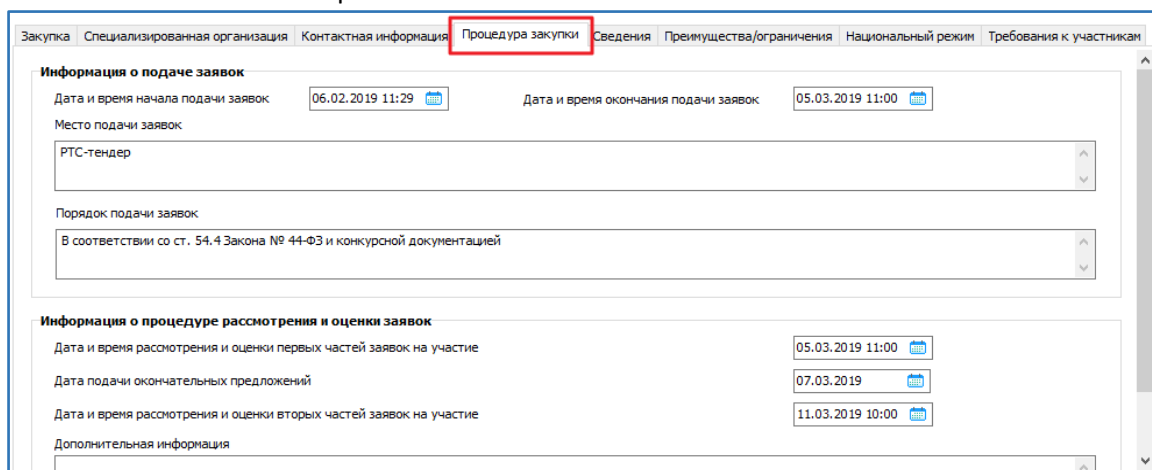 Закупка Специализированная организация Контактная информация Процедура закупки Сведения Преимущества/ограничения Национальный режим Требования к участникам
Информация о подаче заявок
Дата и время начала подачи заявок 06.02.2019 11:29 Дата и время окончания подачи заявок 05.03.2019 11:00
Место подачи заявок
РТС-тендер
Порядок подачи заявок
В соответствии со ст. 54.4 Закона № 44-ФЗ и конкурсной документацией
Информация о процедуре рассмотрения и оценки заявок
Дата и время рассмотрения и оценки первых частей заявок на участие 05.03.2019 11:00
Дата подачи окончательных предложений 07.03.2019
Дата и время рассмотрения и оценки вторых частей заявок на участие 11.03.2019 10:00
Дополнительная информация